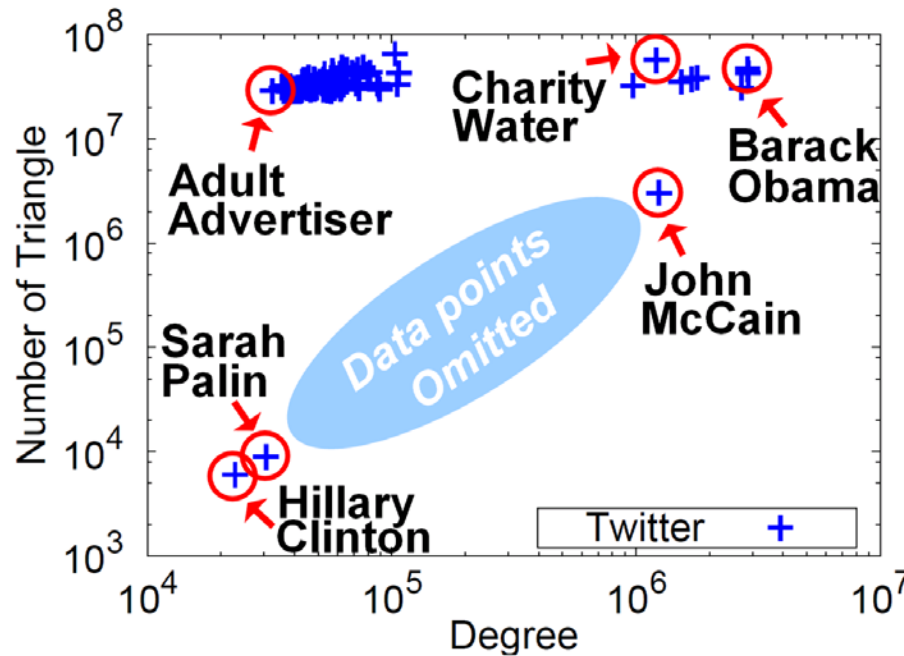 10^8
10^7
10^6
10^5
10^4
10^3
Number of Triangle
Adult
Advertiser
Charity
Water
Barack
Obama
John
McCain
Data points
Omitted
Sarah
Palin
Hillary
Clinton
Twitter
10^4
10^5
10^6
10^7
Degree